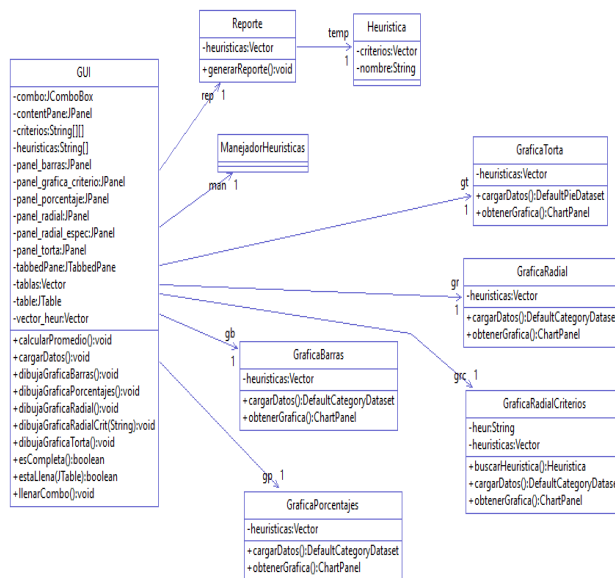 Reporte
-heuristicas:Vector
+generarReporte():void
temp
1
Heuristica
-criterios:Vector
-nombre:String
GUI
-combo:JComboBox
-contentPane:JPanel
-criterios:String[][]
-heuristicas:String[]
-panel_barras:JPanel
-panel_grafica_criterio:JPanel
-panel_porcentaje:JPanel
-panel_radial:JPanel
-panel_radial_espec:JPanel
-panel_torta:JPanel
-tabbedPane:JTabbedPane
-tablas:Vector
-table:JTable
-vector_heur:Vector
+calcularPromedio():void
+cargarDatos():void
+dibujaGraficaBarras():void
+dibujaGraficaPorcentajes():void
+dibujaGraficaRadial():void
+dibujaGraficaRadialCrit(String):void
+dibujaGraficaTorta():void
+esCompleta():boolean
+estaLlena(JTable):boolean
+llenarCombo():void
rep 1
ManejadorHeuristicas
man 1
GraficaTorta
-heuristicas:Vector
+cargarDatos():DefaultPieDataset
+obtenerGrafica():ChartPanel
gt
1
GraficaRadial
-heuristicas:Vector
+cargarDatos():DefaultCategoryDataset
+obtenerGrafica():ChartPanel
gr
1
gb
1
GraficaBarras
-heuristicas:Vector
+cargarDatos():DefaultCategoryDataset
+obtenerGrafica():ChartPanel
grc 1
GraficaRadialCriterios
-heur:String
-heuristicas:Vector
+buscarHeuristica():Heuristica
+cargarDatos():DefaultCategoryDataset
+obtenerGrafica():ChartPanel
gp 1
GraficaPorcentajes
-heuristicas:Vector
+cargarDatos():DefaultCategoryDataset
+obtenerGrafica():ChartPanel